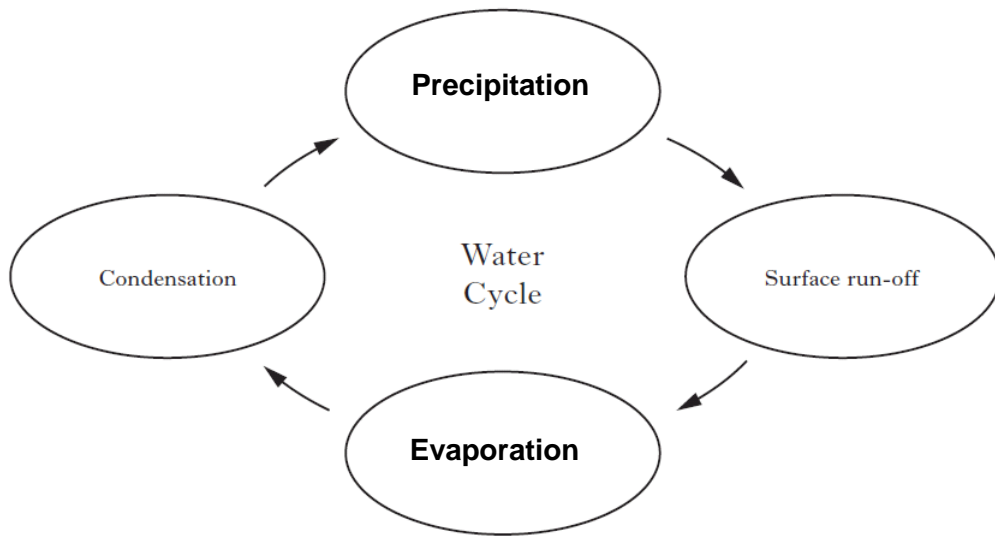 Precipitation
Water
Cycle
Condensation
Surface run-off
Evaporation